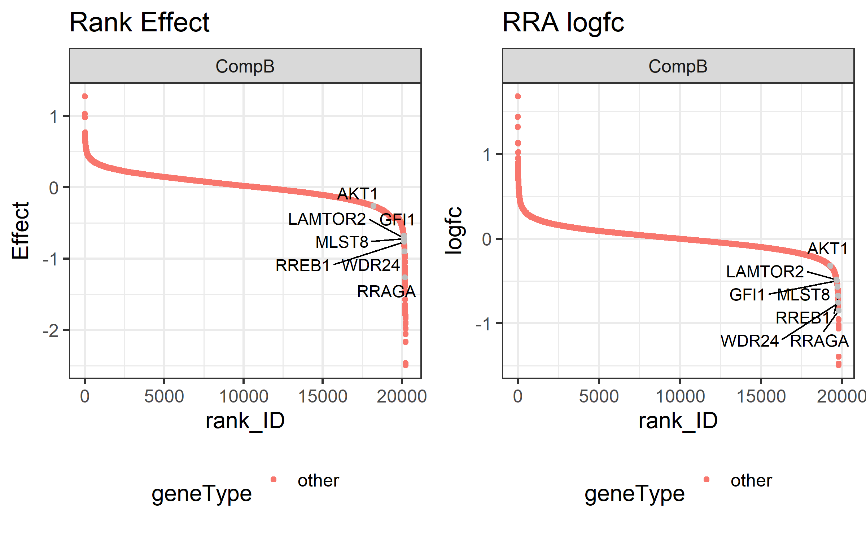 Rank Effect
CompB
Effect
1
0
-1
-2
AKT1
GFI1
LAMTOR2
MLST8
RREB1
WDR24
RRAGA
0
5000
10000
15000
20000
rank_ID
geneType
other
RRA logfc
CompB
logfc
1
0
-1
AKT1
LAMTOR2
GFI1
MLST8
RREB1
WDR24
RRAGA
0
5000
10000
15000
20000
rank_ID
geneType
other